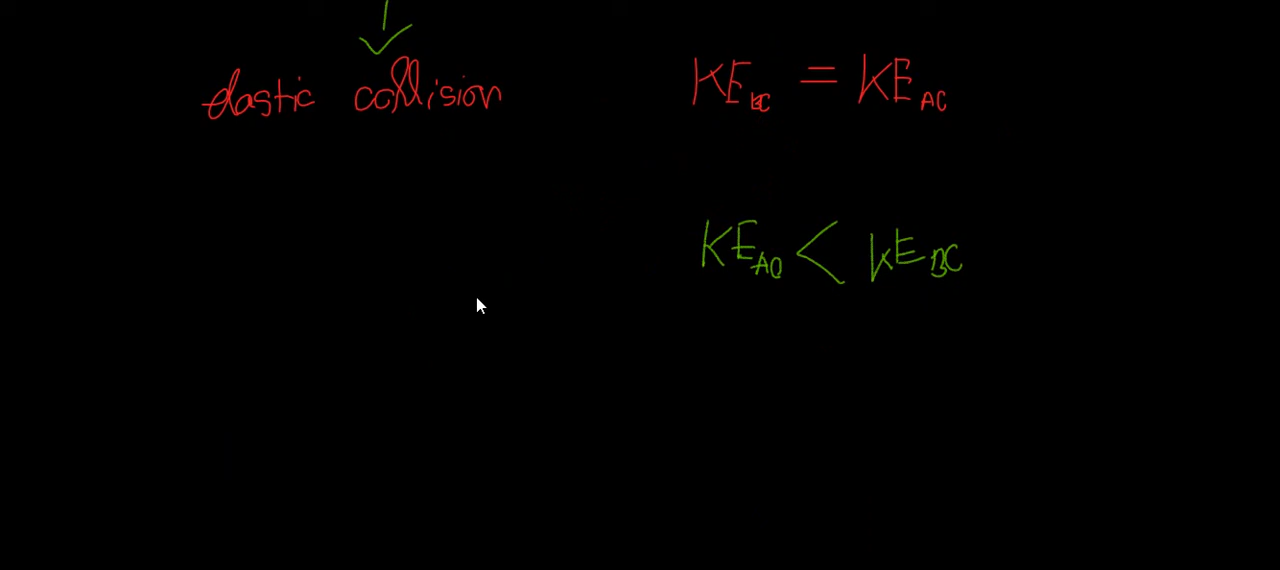 elastic collision KE_BC = KE_AC
KE_AC < KE_BC